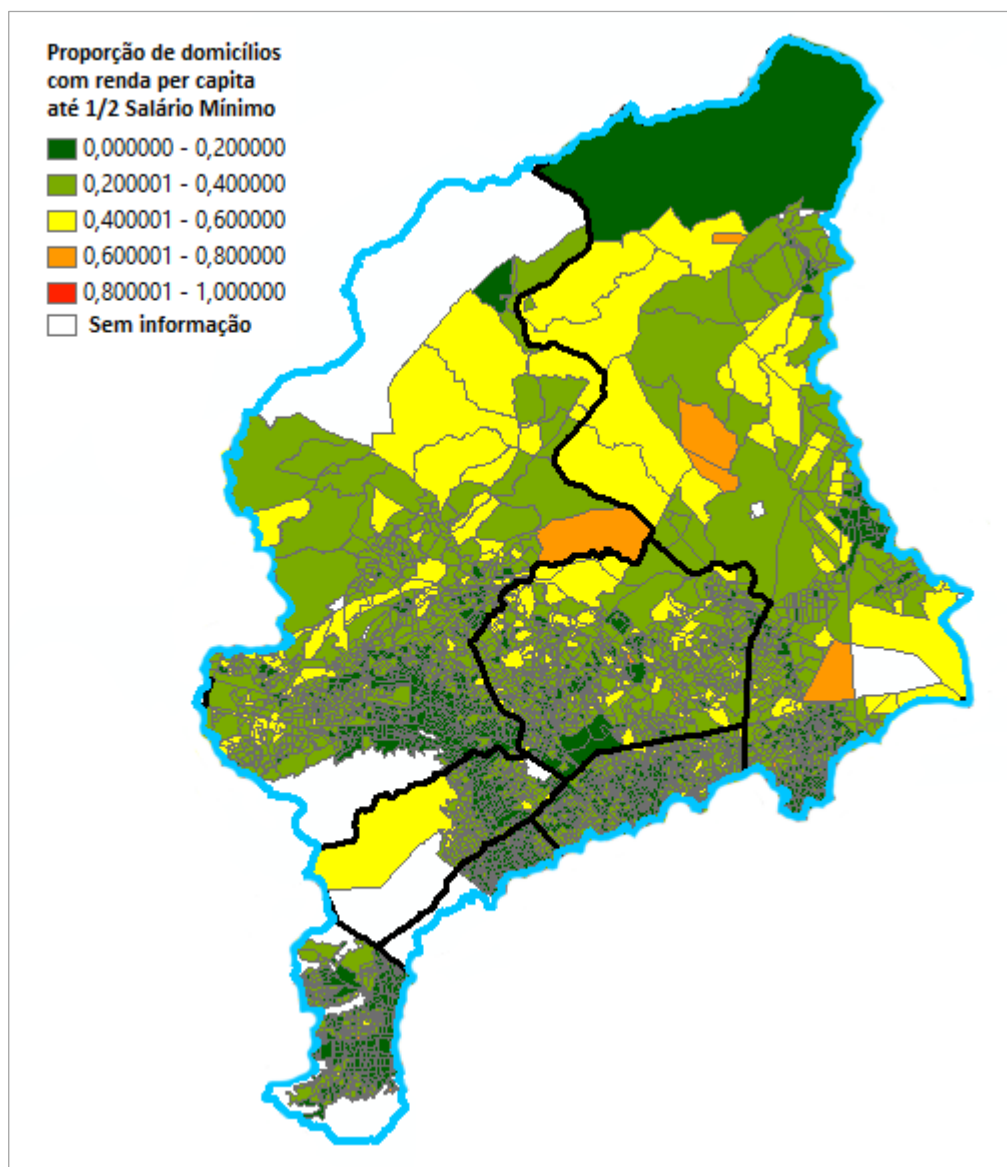 Proporção de domicílios
com renda per capita
até 1/2 Salário Mínimo
0,000000 - 0,200000
0,200001 - 0,400000
0,400001 - 0,600000
0,600001 - 0,800000
0,800001 - 1,000000
Sem informação